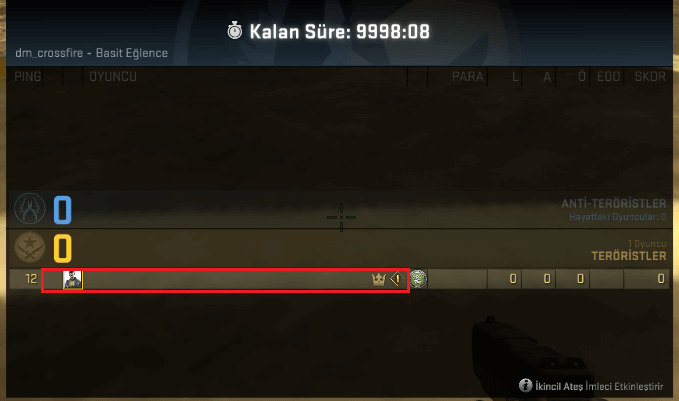 Kalan Süre: 9998:08
dm_crossfire - Basit Eğlence
PING OYUNCU PARA L A Ö EDO SKOR
0 ANTİ-TERÖRİSTLER
Hayattaki Oyuncular: 0
1 Oyuncu
0 TERÖRİSTLER
12 0 0 0 0
İkincil Ateş İmleci Etkinleştirir